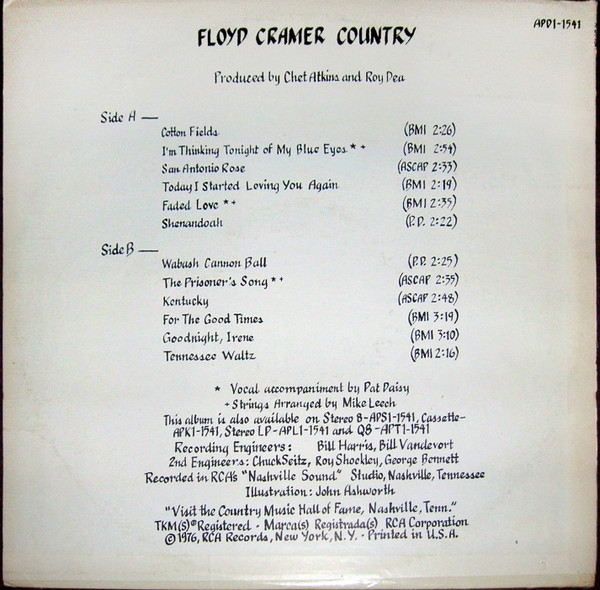 APD1-1541
FLOYD CRAMER COUNTRY
Produced by Chet Atkins and Roy Dea
Side A —
Cotton Fields (BMI 2:26)
I'm Thinking Tonight of My Blue Eyes * + (BMI 2:54)
San Antonio Rose (ASCAP 2:33)
Today I Started Loving You Again (BMI 2:19)
Faded Love * + (BMI 2:35)
Shenandoah (P.D. 2:22)
Side B —
Wabash Cannon Ball (P.D. 2:25)
The Prisoner's Song * + (ASCAP 2:35)
Kentucky (ASCAP 2:48)
For The Good Times (BMI 3:19)
Goodnight, Irene (BMI 3:10)
Tennessee Waltz (BMI 2:16)
* Vocal accompaniment by Pat Daisy
+ Strings Arranged by Mike Leech
This album is also available on Stereo 8-APS1-1541, Cassette-
APK1-1541, Stereo LP-APL1-1541 and Q8-APT1-1541
Recording Engineers: Bill Harris, Bill Vandevort
2nd Engineers: Chuck Seitz, Roy Shockley, George Bennett
Recorded in RCA's "Nashville Sound" Studio, Nashville, Tennessee
Illustration: John Ashworth
"Visit the Country Music Hall of Fame, Nashville, Tenn."
TKM(S)® Registered - Marca(s) Registrada(s) RCA Corporation
© 1976, RCA Records, New York, N.Y. - Printed in U.S.A.